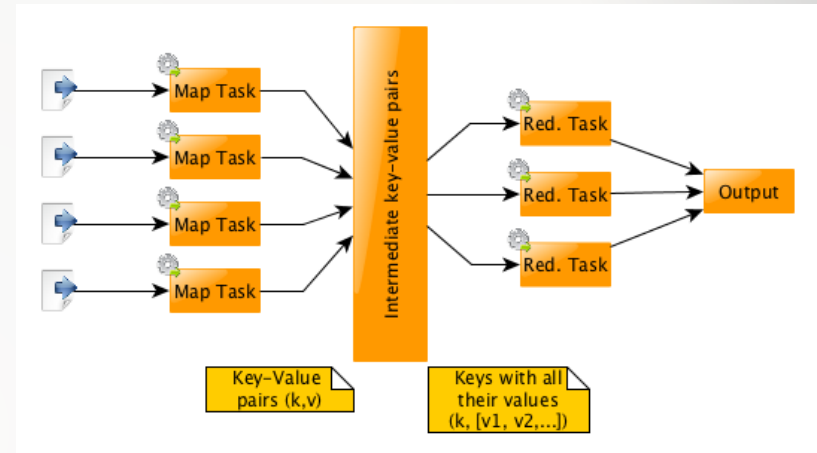 Map Task
Map Task
Map Task
Map Task
Intermediate key-value pairs
Red. Task
Red. Task
Red. Task
Output
Key-Value
pairs (k,v)
Keys with all
their values
(k, [v1, v2,...])